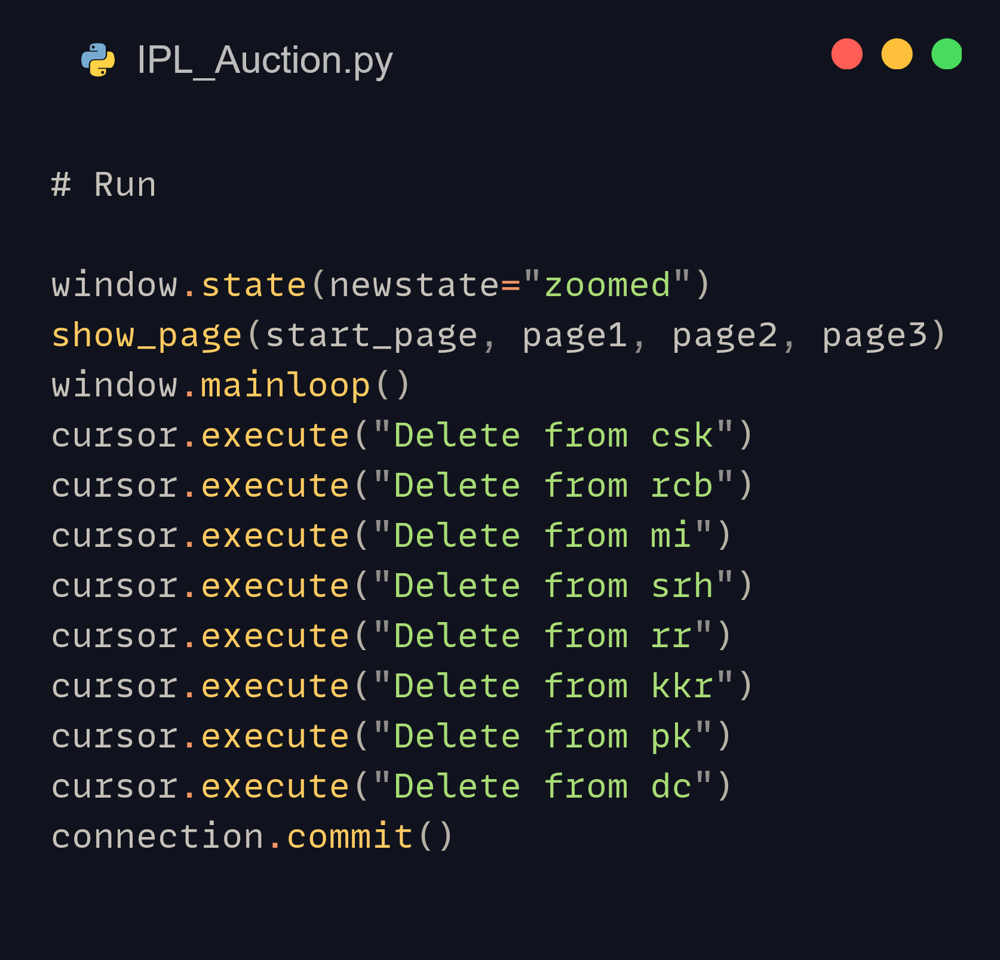 IPL_Auction.py
# Run
window.state(newstate="zoomed")
show_page(start_page, page1, page2, page3)
window.mainloop()
cursor.execute("Delete from csk")
cursor.execute("Delete from rcb")
cursor.execute("Delete from mi")
cursor.execute("Delete from srh")
cursor.execute("Delete from rr")
cursor.execute("Delete from kkr")
cursor.execute("Delete from pk")
cursor.execute("Delete from dc")
connection.commit()